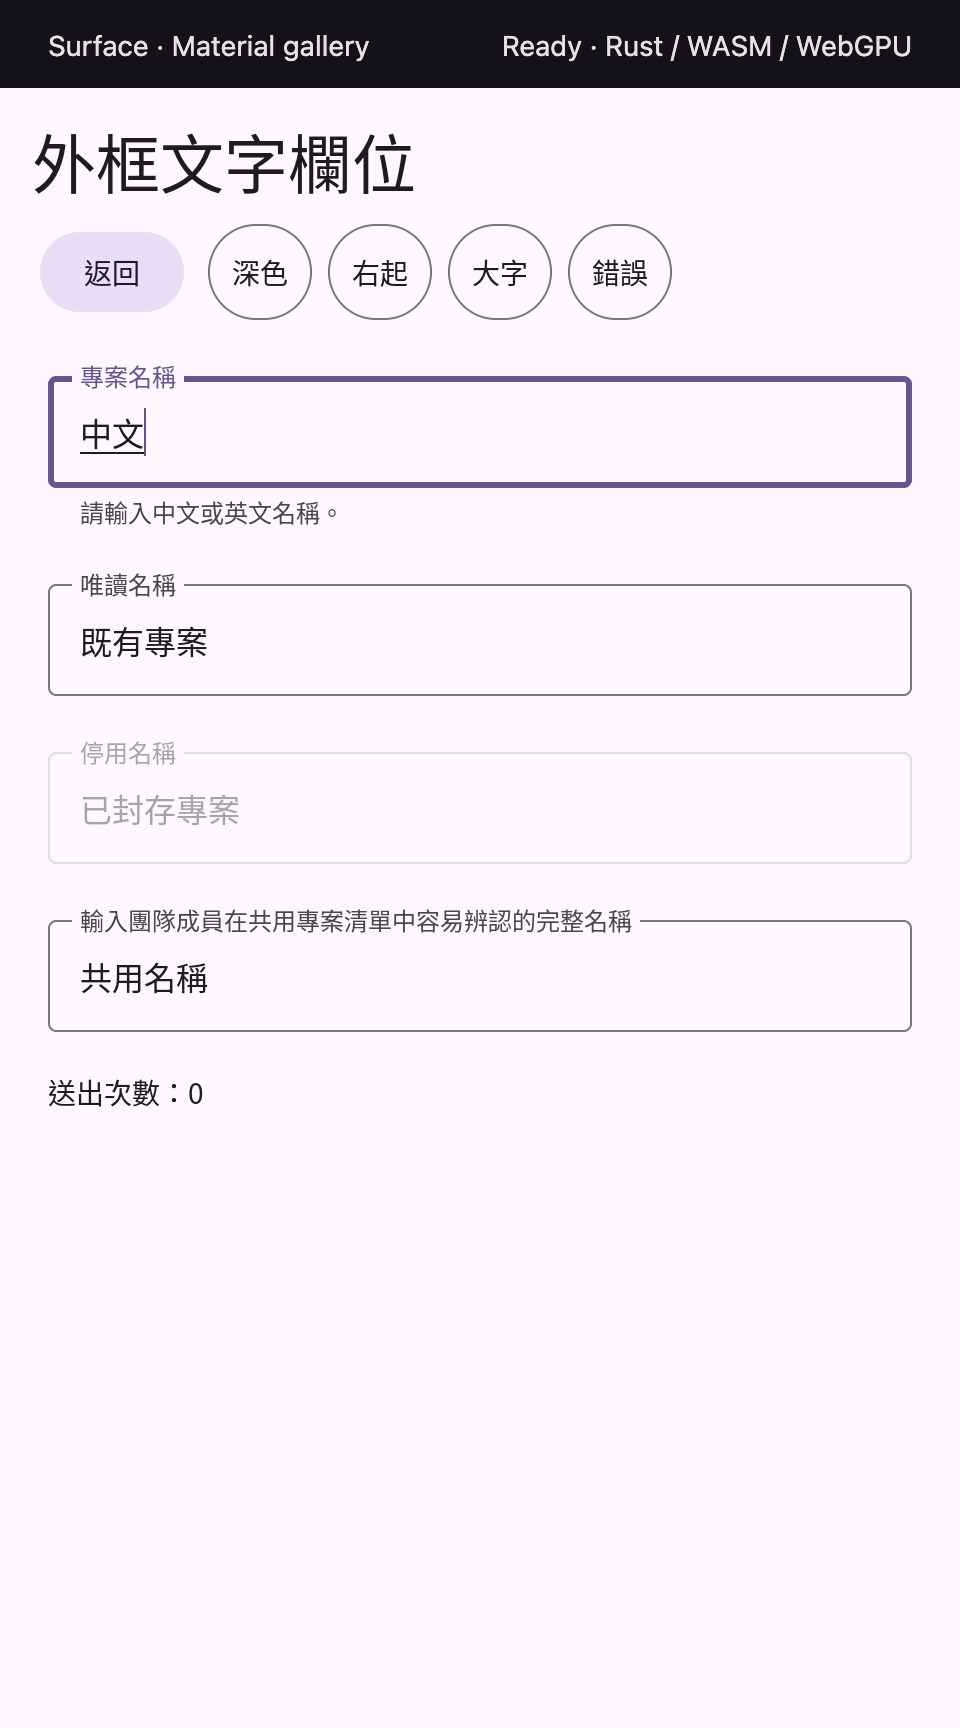 Surface · Material gallery
Ready · Rust / WASM / WebGPU
外框文字欄位
返回
深色
右起
大字
錯誤
專案名稱
中文
請輸入中文或英文名稱。
唯讀名稱
既有專案
停用名稱
已封存專案
輸入團隊成員在共用專案清單中容易辨認的完整名稱
共用名稱
送出次數：0